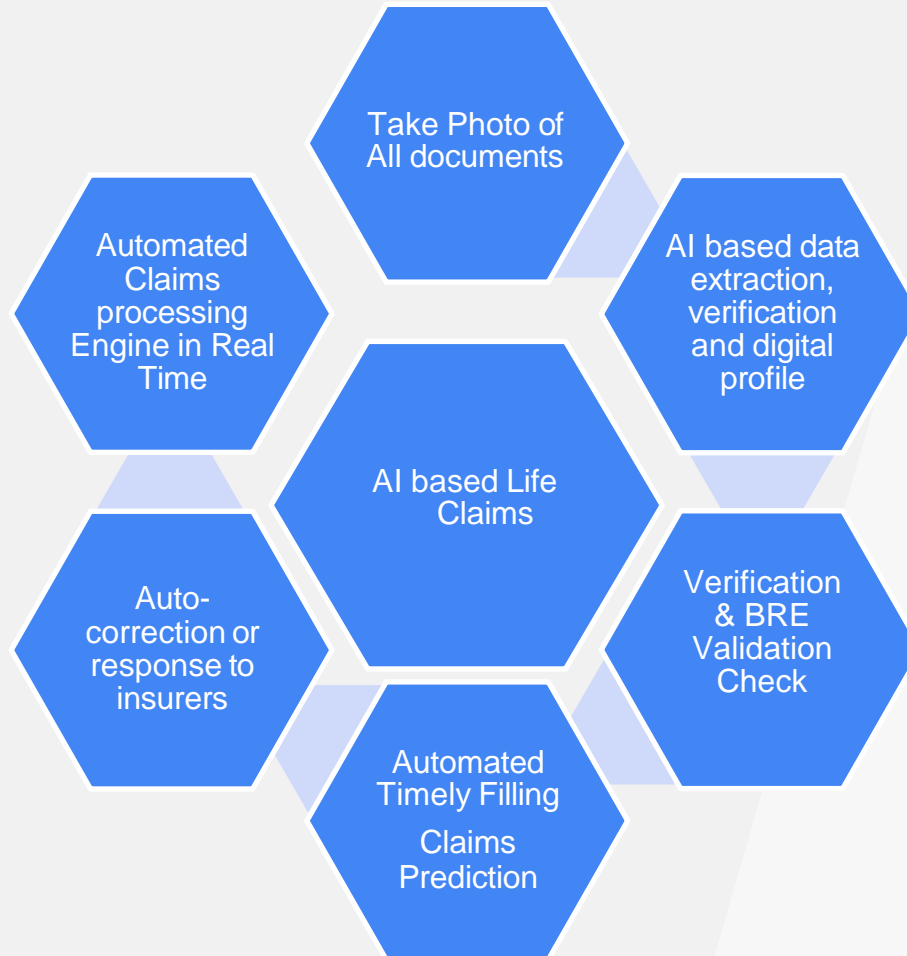 Take Photo of
All documents
AI based data
extraction,
verification
and digital
profile
Verification
& BRE
Validation
Check
Automated
Timely Filling
Claims
Prediction
Auto-
correction or
response to
insurers
Automated
Claims
processing
Engine in Real
Time
AI based Life
Claims